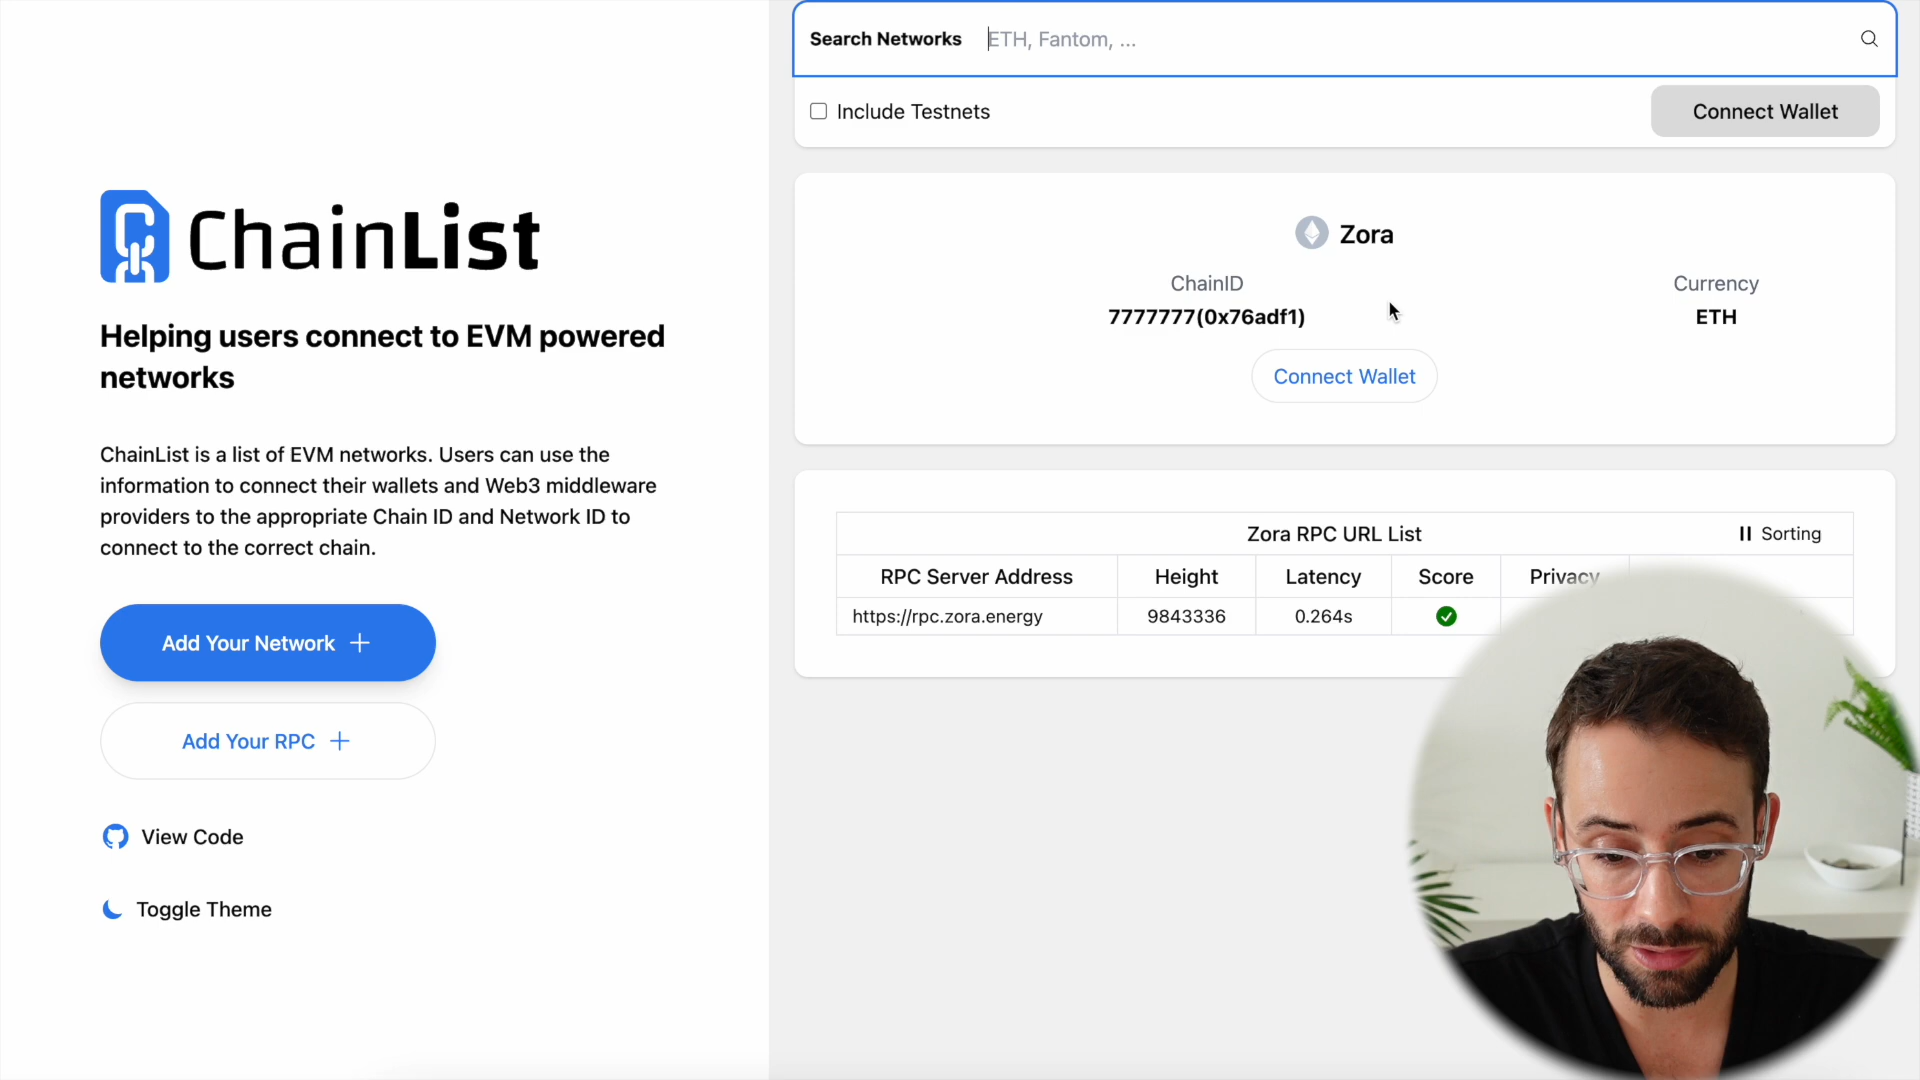 ChainList
Helping users connect to EVM powered
networks
ChainList is a list of EVM networks. Users can use the
information to connect their wallets and Web3 middleware
providers to the appropriate Chain ID and Network ID to
connect to the correct chain.
Add Your Network
Add Your RPC
View Code
Toggle Theme
Search Networks ETH, Fantom, ...
Include Testnets Connect Wallet
Zora
ChainID Currency
7777777(0x76adf1) ETH
Connect Wallet
Zora RPC URL List Sorting
RPC Server Address Height Latency Score Privacy
https://rpc.zora.energy 9843336 0.264s